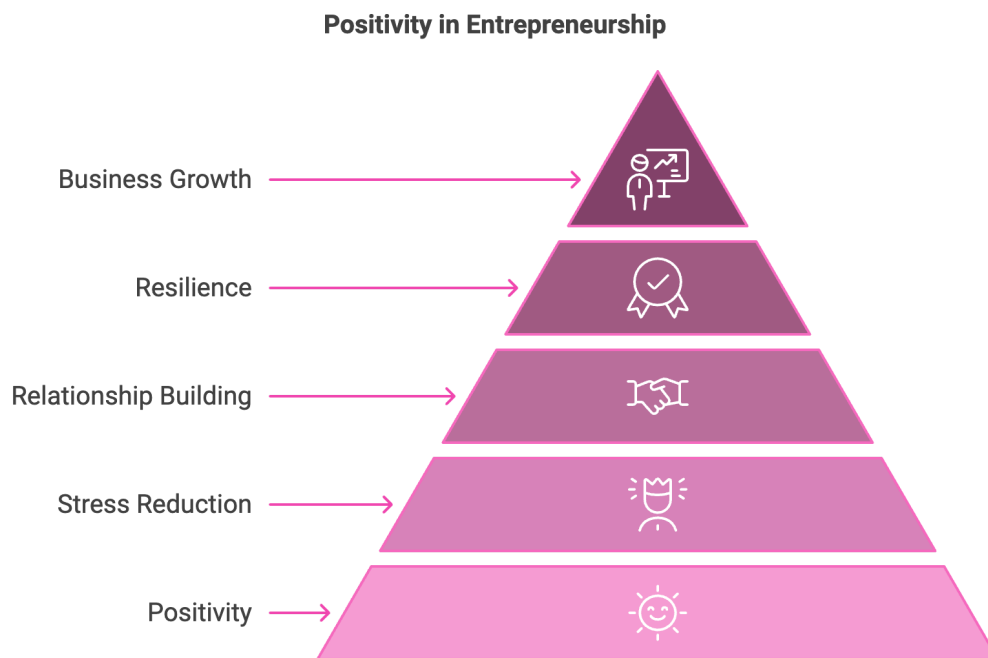 Positivity in Entrepreneurship
Business Growth
Resilience
Relationship Building
Stress Reduction
Positivity